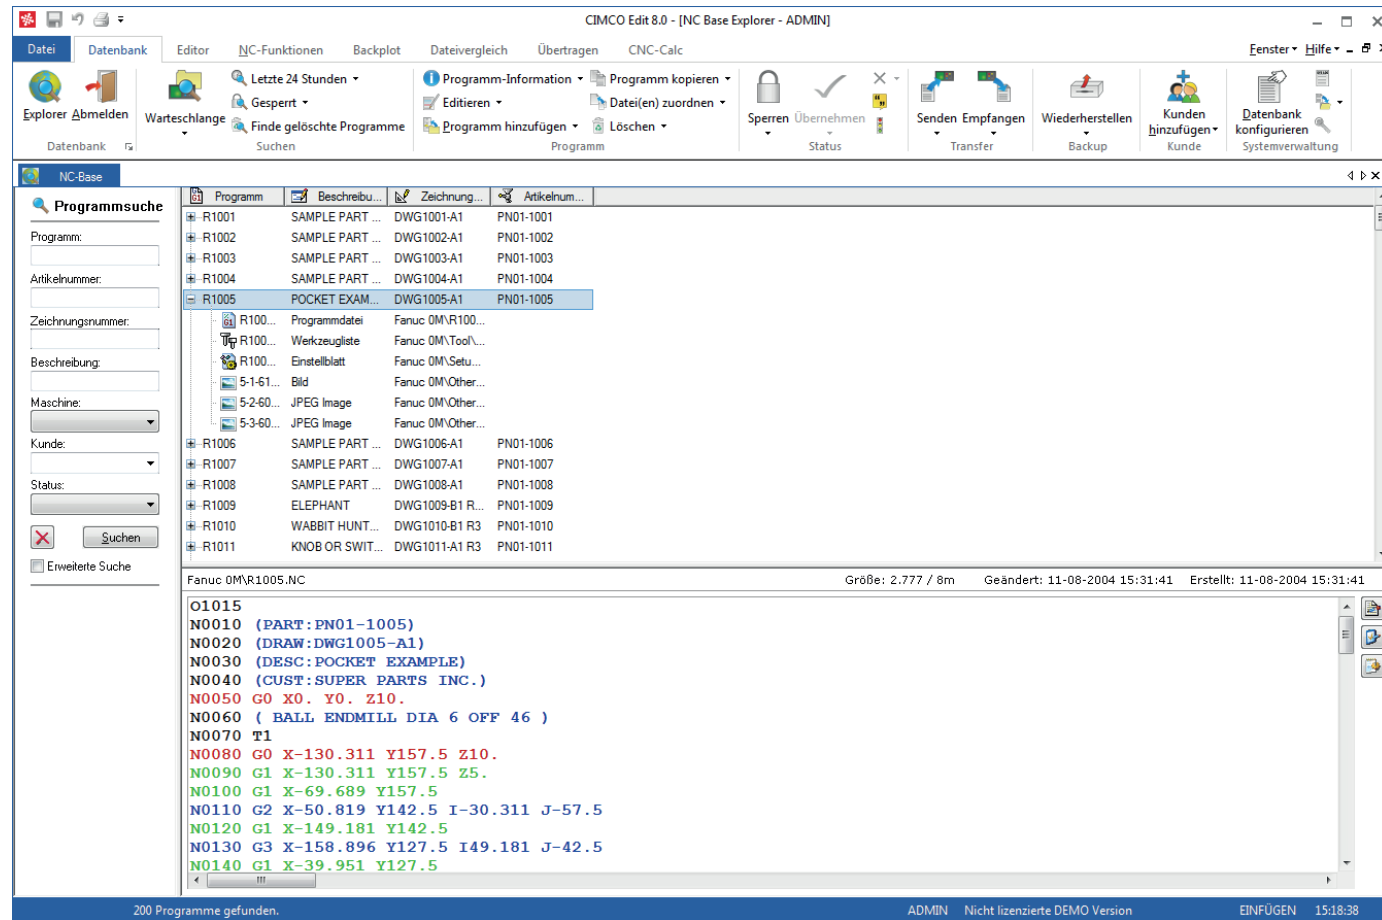 CIMCO Edit 8.0 - [NC Base Explorer - ADMIN]
Datei Datenbank Editor NC-Funktionen Backplot Dateivergleich Übertragen CNC-Calc Fenster Hilfe
Letzte 24 Stunden Programm-Information Programm kopieren
Gesperrt Editieren Datei(en) zuordnen
Explorer Abmelden Warteschlange Finde gelöschte Programme Programm hinzufügen Löschen Sperren Übernehmen Senden Empfangen Wiederherstellen Kunden hinzufügen Datenbank konfigurieren
Datenbank Suchen Programm Status Transfer Backup Kunde Systemverwaltung
NC-Base
Programmsuche
Programm:
Artikelnummer:
Zeichnungsnummer:
Beschreibung:
Maschine:
Kunde:
Status:
Suchen
Erweiterte Suche
Programm Beschreibu... Zeichnung... Artikelnum...
R1001 SAMPLE PART ... DWG1001-A1 PN01-1001
R1002 SAMPLE PART ... DWG1002-A1 PN01-1002
R1003 SAMPLE PART ... DWG1003-A1 PN01-1003
R1004 SAMPLE PART ... DWG1004-A1 PN01-1004
R1005 POCKET EXAM... DWG1005-A1 PN01-1005
R100... Programmdatei Fanuc 0M\R100...
R100... Werkzeugliste Fanuc 0M\Tool\...
R100... Einstellblatt Fanuc 0M\Setu...
5-1-61... Bild Fanuc 0M\Other...
5-2-60... JPEG Image Fanuc 0M\Other...
5-3-60... JPEG Image Fanuc 0M\Other...
R1006 SAMPLE PART ... DWG1006-A1 PN01-1006
R1007 SAMPLE PART ... DWG1007-A1 PN01-1007
R1008 SAMPLE PART ... DWG1008-A1 PN01-1008
R1009 ELEPHANT DWG1009-B1 R... PN01-1009
R1010 WABBIT HUNT... DWG1010-B1 R3 PN01-1010
R1011 KNOB OR SWIT... DWG1011-A1 R3 PN01-1011
Fanuc 0M\R1005.NC Größe: 2.777 / 8m Geändert: 11-08-2004 15:31:41 Erstellt: 11-08-2004 15:31:41
O1015
N0010 (PART:PN01-1005)
N0020 (DRAW:DWG1005-A1)
N0030 (DESC:POCKET EXAMPLE)
N0040 (CUST:SUPER PARTS INC.)
N0050 G0 X0. Y0. Z10.
N0060 ( BALL ENDMILL DIA 6 OFF 46 )
N0070 T1
N0080 G0 X-130.311 Y157.5 Z10.
N0090 G1 X-130.311 Y157.5 Z5.
N0100 G1 X-69.689 Y157.5
N0110 G2 X-50.819 Y142.5 I-30.311 J-57.5
N0120 G1 X-149.181 Y142.5
N0130 G3 X-158.896 Y127.5 I49.181 J-42.5
N0140 G1 X-39.951 Y127.5
200 Programme gefunden. ADMIN Nicht lizenzierte DEMO Version EINFÜGEN 15:18:38